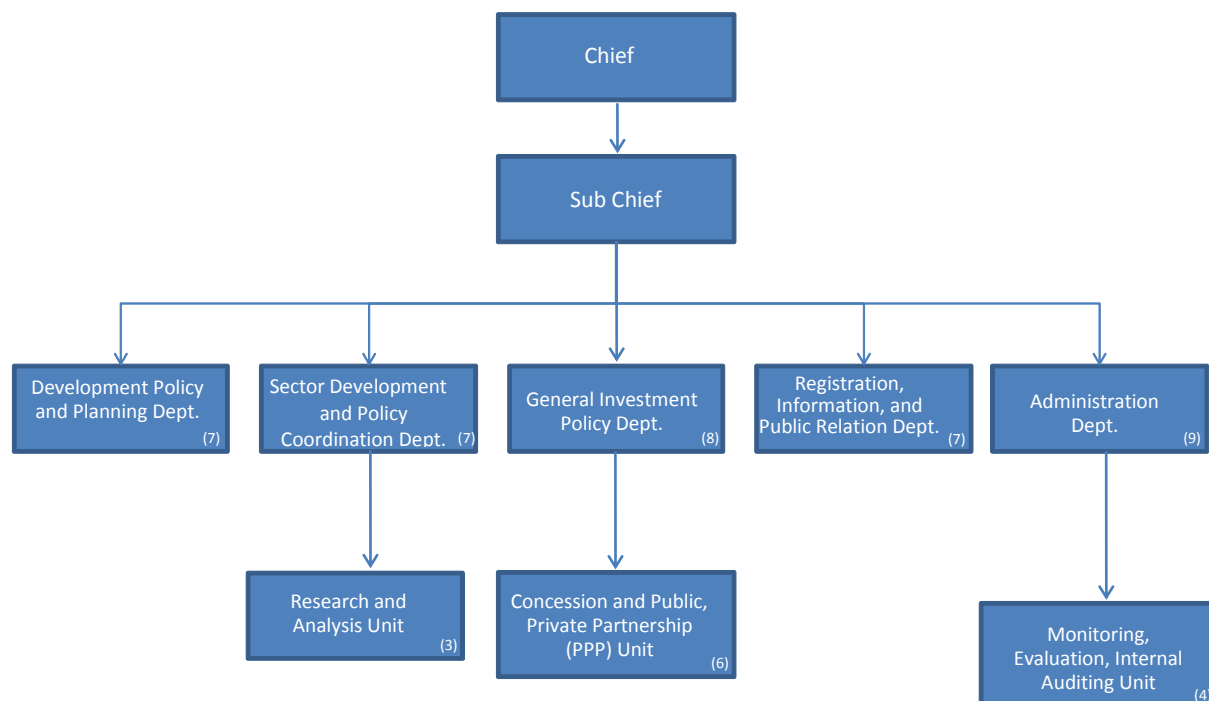 Chief
Sub Chief
Development Policy
and Planning Dept.
(7)
Sector Development
and Policy
Coordination Dept.
(7)
General Investment
Policy Dept.
(8)
Registration,
Information, and
Public Relation Dept.
(7)
Administration
Dept.
(9)
Research and
Analysis Unit
(3)
Concession and Public,
Private Partnership
(PPP) Unit
(6)
Monitoring,
Evaluation, Internal
Auditing Unit
(4)